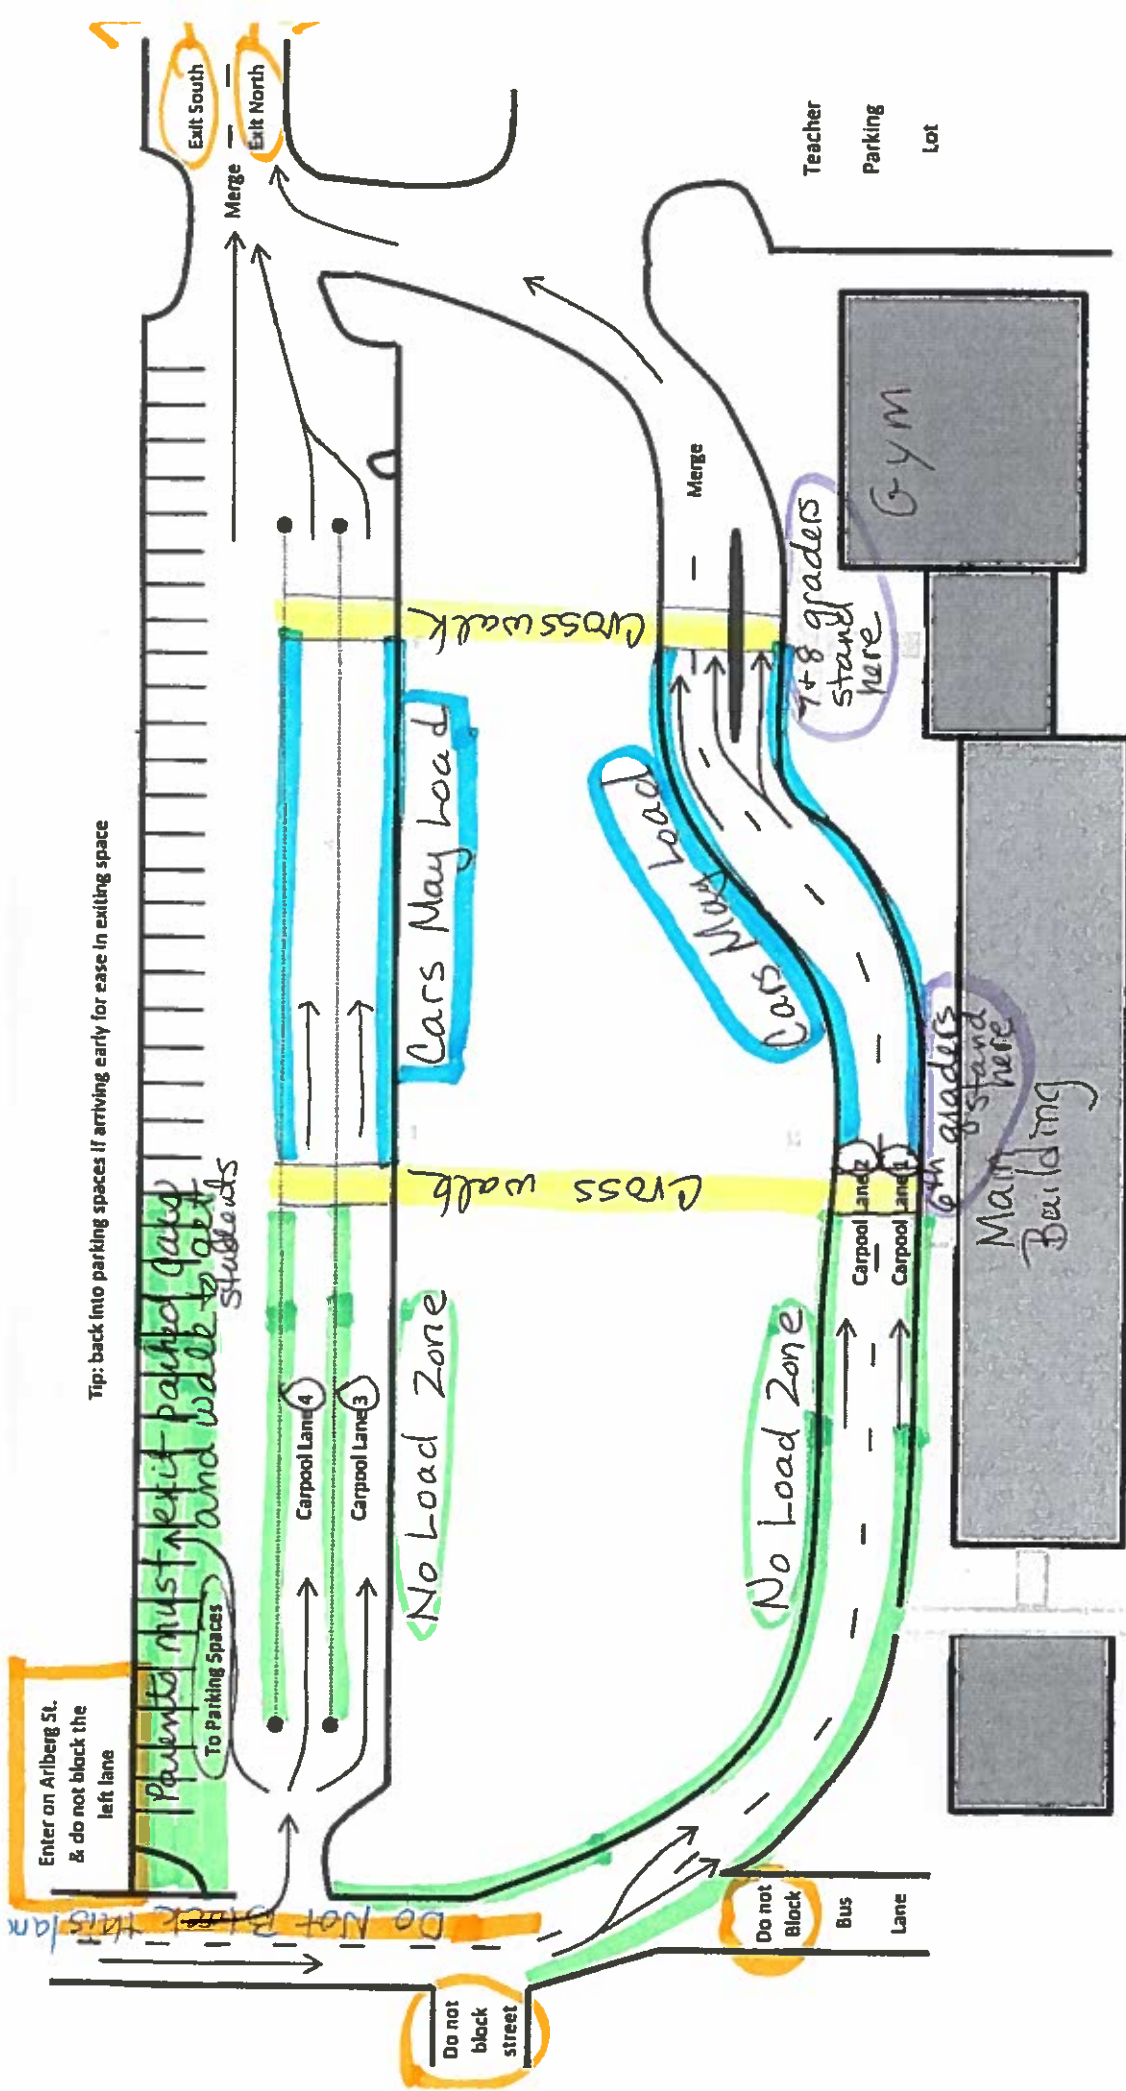 Tip: back into parking spaces if arriving early for ease in exiting space
Enter on Arlberg St.
& do not block the
left lane
Parents must exit parked cars
and walk to get
students
To Parking Spaces
Do Not Block this lane
Carpool Lane 4
Carpool Lane 3
No Load Zone
Cross walk
Cars May Load
Crosswalk
Merge
Exit South
Exit North
Do not
block
street
Do not
Block
Bus
Lane
No Load Zone
Carpool Lane 2
Carpool Lane 1
Cross walk
Cars May Load
6th graders
stand
here
7+8 graders
stand
here
Merge
Main
Building
Gym
Teacher
Parking
Lot